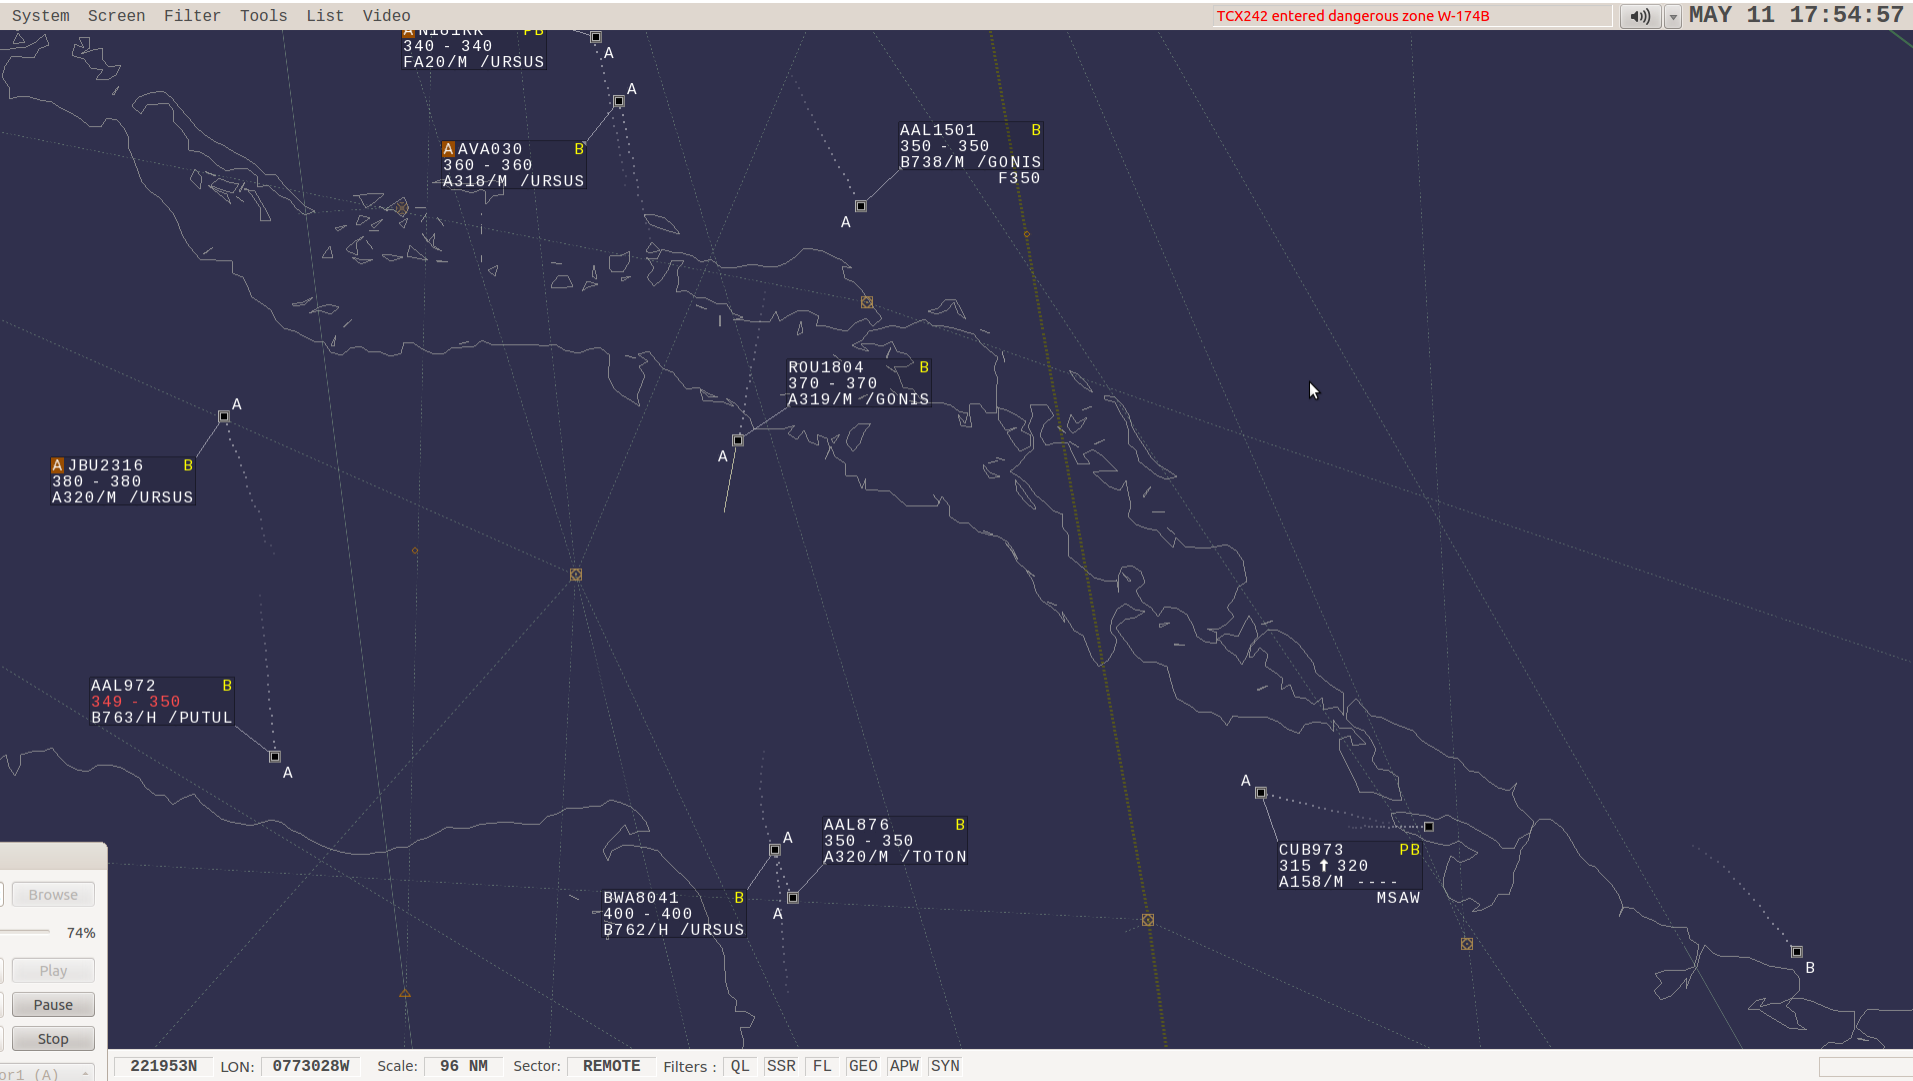 System Screen Filter Tools List Video
TCX242 entered dangerous zone W-174B
MAY 11 17:54:57
A N181RK PB
340 - 340
FA20/M /URSUS
A
A
A AVA030 B
360 - 360
A318/M /URSUS
AAL1501 B
350 - 350
B738/M /GONIS
F350
A
ROU1804 B
370 - 370
A319/M /GONIS
A
A
A JBU2316 B
380 - 380
A320/M /URSUS
AAL972 B
349 - 350
B763/H /PUTUL
A
A
AAL876 B
350 - 350
A320/M /TOTON
A
BWA8041 B
400 - 400
B762/H /URSUS
A
CUB973 PB
315 ↑ 320
A158/M ----
MSAW
B
Browse
74%
Play
Pause
Stop
or1 (A)
221953N LON: 0773028W Scale: 96 NM Sector: REMOTE Filters : QL SSR FL GEO APW SYN